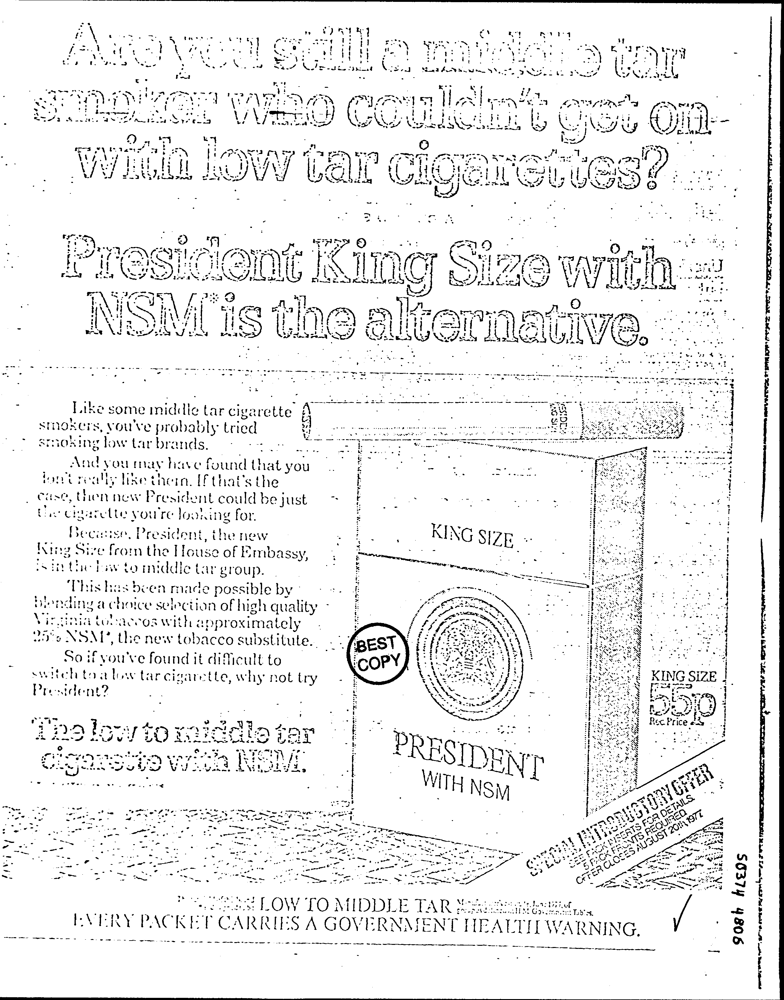 Are you still a middle tar
smoker who couldn't get on
with low tar cigarettes?
President King Size with
NSM* is the alternative.
Like some middle tar cigarette
smokers, you've probably tried
smoking low tar brands.
And you may have found that you
don't really like them. If that's the
case, then new President could be just
the cigarette you're looking for.
Because, President, the new
King Size from the House of Embassy,
is in the low to middle tar group.
This has been made possible by
blending a choice selection of high quality
Virginia tobaccos with approximately
25% NSM*, the new tobacco substitute.
So if you've found it difficult to
switch to a low tar cigarette, why not try
President?
The low to middle tar
cigarette with NSM.
KING SIZE
BEST
COPY
PRESIDENT
WITH NSM
KING SIZE
55p
Rec. Price
SPECIAL INTRODUCTORY OFFER
SEE PACK INSERTS FOR DETAILS.
PACK INSERTS REQUIRED.
OFFER CLOSES AUGUST 20th 1977
LOW TO MIDDLE TAR
EVERY PACKET CARRIES A GOVERNMENT HEALTH WARNING.
50374 4806